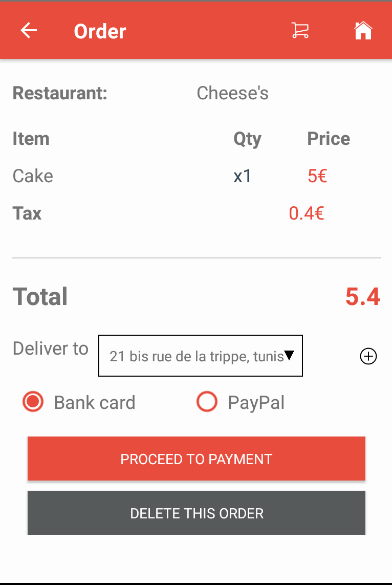 Order
Restaurant: Cheese's
Item Qty Price
Cake x1 5€
Tax 0.4€
Total 5.4
Deliver to 21 bis rue de la trippe, tunis
Bank card PayPal
PROCEED TO PAYMENT
DELETE THIS ORDER